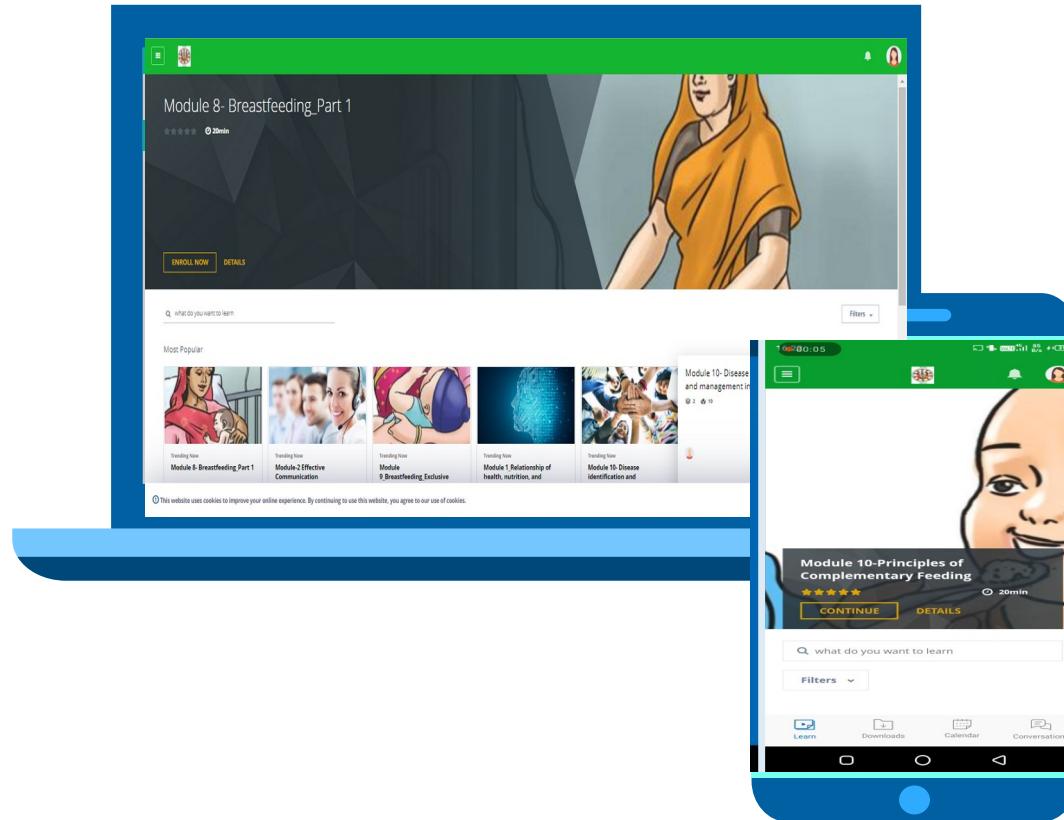 Module 8- Breastfeeding_Part 1
20min
ENROLL NOW DETAILS
what do you want to learn
Filters
Most Popular
Trending Now
Module 8- Breastfeeding_Part 1
Trending Now
Module-2 Effective
Communication
Trending Now
Module
9_Breastfeeding_Exclusive
Trending Now
Module 1_Relationship of
health, nutrition, and
Trending Now
Module 10- Disease
identification and
Module 10- Disease
and management in
2 10
This website uses cookies to improve your online experience. By continuing to use this website, you agree to our use of cookies.
00:05
Module 10-Principles of
Complementary Feeding
20min
CONTINUE DETAILS
what do you want to learn
Filters
Learn Downloads Calendar Conversation